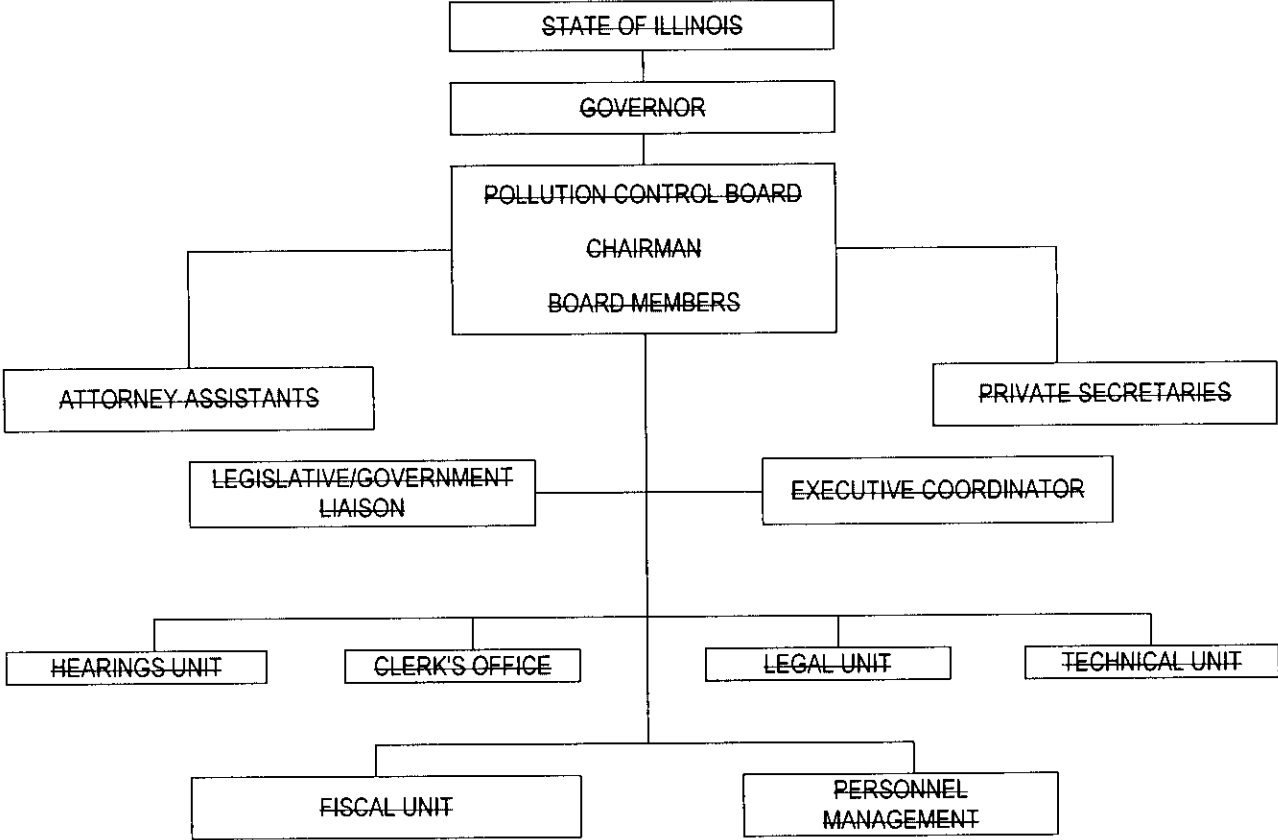 STATE OF ILLINOIS
GOVERNOR
POLLUTION CONTROL BOARD
CHAIRMAN
BOARD MEMBERS
ATTORNEY ASSISTANTS
PRIVATE SECRETARIES
LEGISLATIVE/GOVERNMENT
LIAISON
EXECUTIVE COORDINATOR
HEARINGS UNIT
CLERK'S OFFICE
LEGAL UNIT
TECHNICAL UNIT
FISCAL UNIT
PERSONNEL
MANAGEMENT